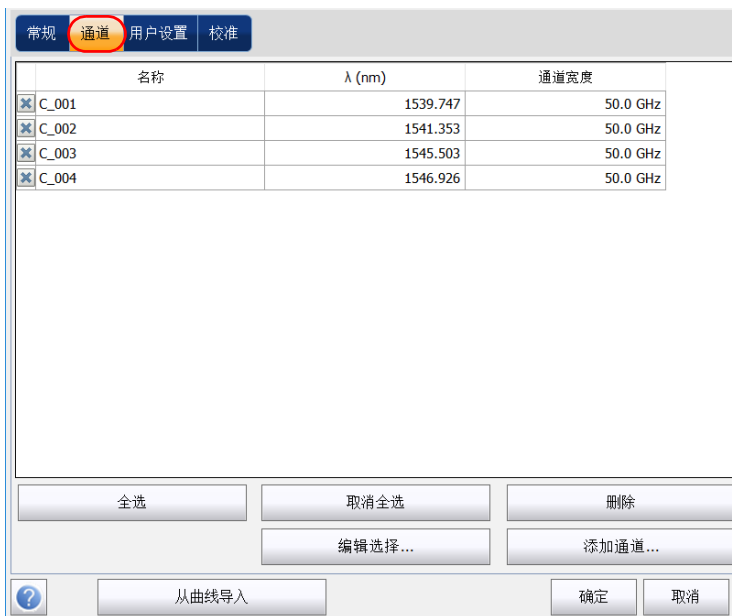 常规 通道 用户设置 校准
名称 λ (nm) 通道宽度
C_001 1539.747 50.0 GHz
C_002 1541.353 50.0 GHz
C_003 1545.503 50.0 GHz
C_004 1546.926 50.0 GHz
全选 取消全选 删除
编辑选择... 添加通道...
? 从曲线导入 确定 取消